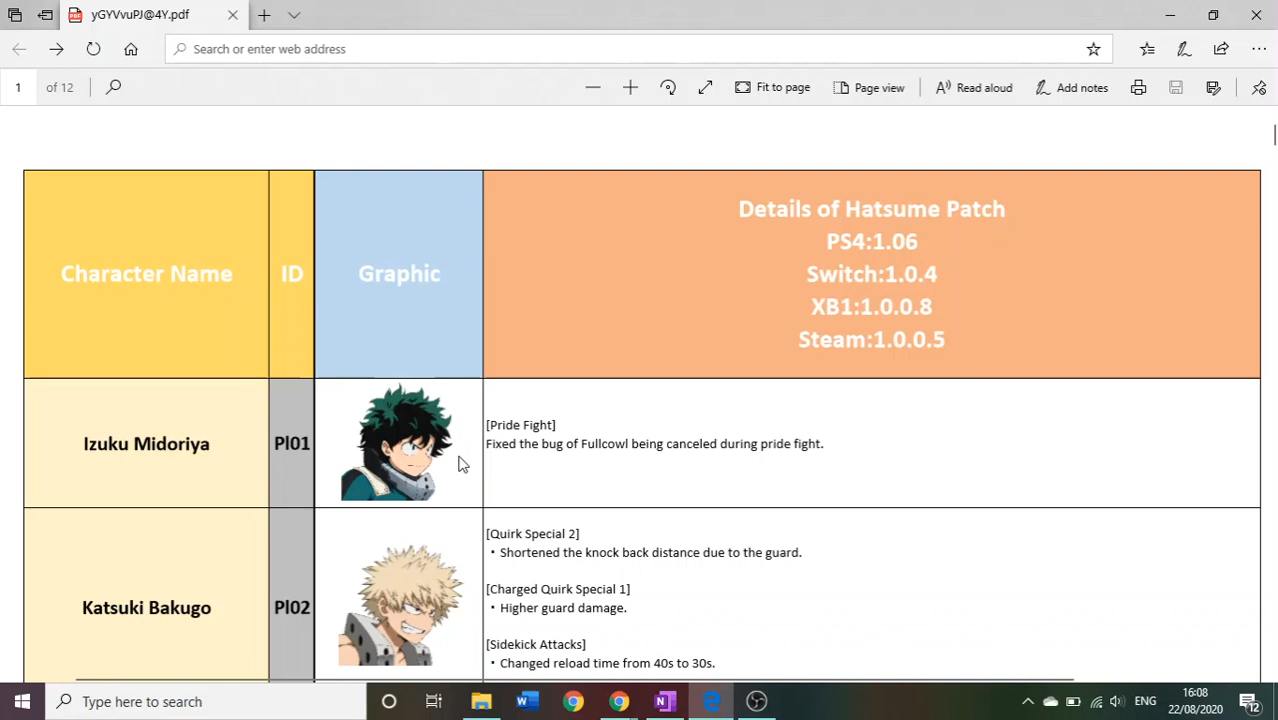 yGYVvuPJ@4Y.pdf
Search or enter web address
1 of 12
Fit to page
Page view
Read aloud
Add notes
Character Name
ID
Graphic
Details of Hatsume Patch
PS4:1.06
Switch:1.0.4
XB1:1.0.0.8
Steam:1.0.0.5
Izuku Midoriya
Pl01
[Pride Fight]
Fixed the bug of Fullcowl being canceled during pride fight.
Katsuki Bakugo
Pl02
[Quirk Special 2]
・Shortened the knock back distance due to the guard.
[Charged Quirk Special 1]
・Higher guard damage.
[Sidekick Attacks]
・Changed reload time from 40s to 30s.
Type here to search
ENG
16:08
22/08/2020
12